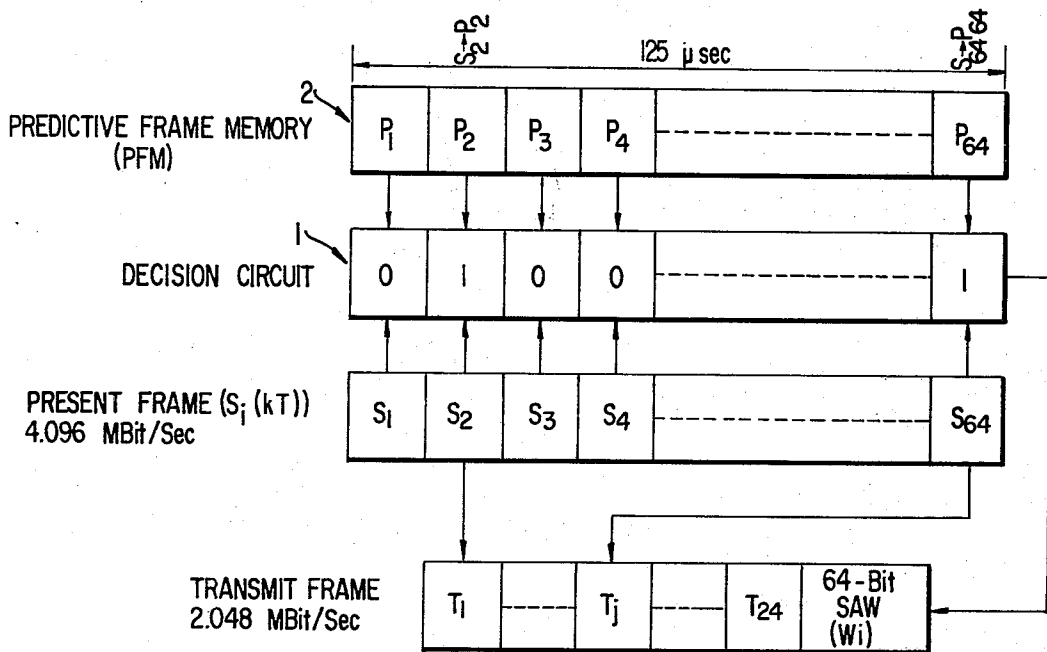 S₂→P₂
S₆₄→P₆₄
125 μsec
2
PREDICTIVE FRAME MEMORY
(PFM)
P₁ P₂ P₃ P₄ P₆₄
1
DECISION CIRCUIT
0 1 0 0 1
PRESENT FRAME (Sᵢ (kT))
4.096 MBit/Sec
S₁ S₂ S₃ S₄ S₆₄
TRANSMIT FRAME
2.048 MBit/Sec
T₁ Tⱼ T₂₄
64-Bit
SAW
(Wi)